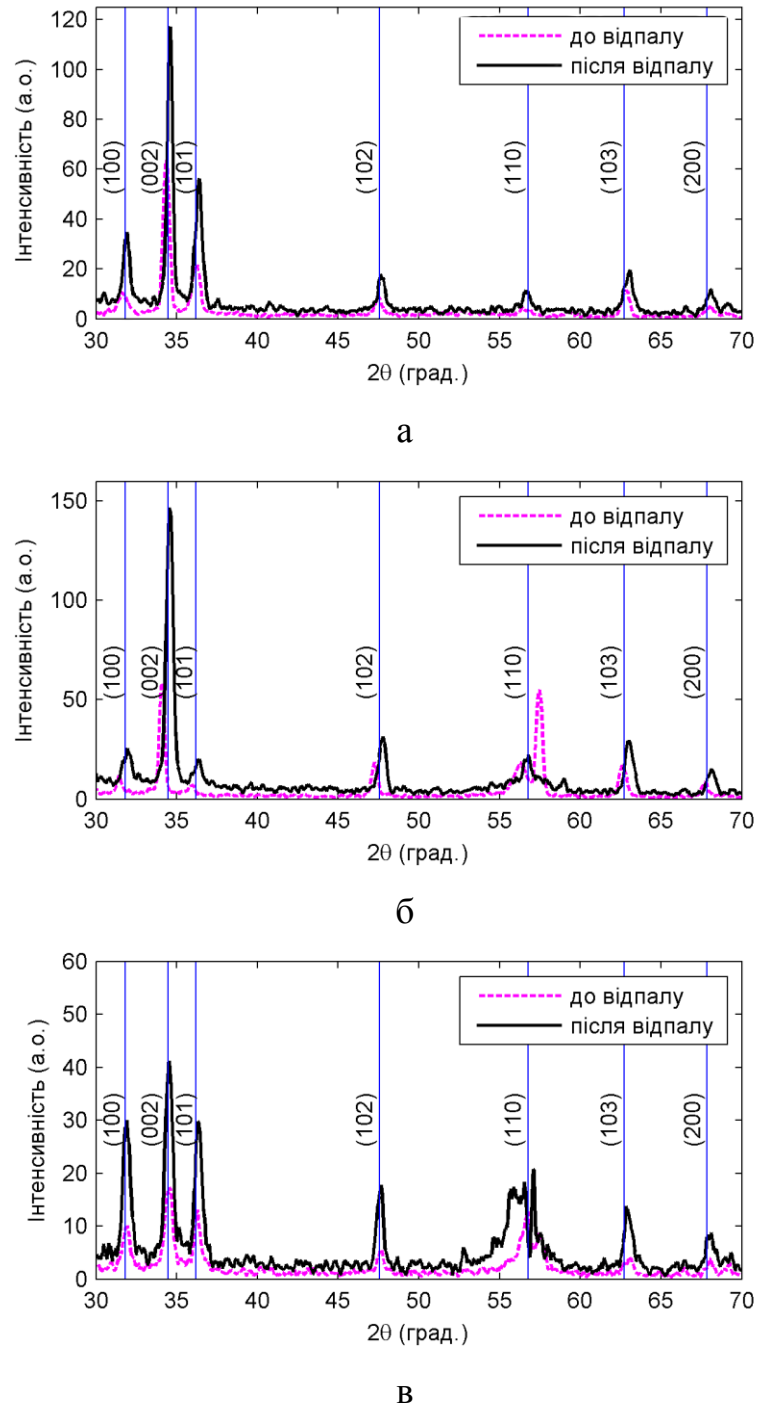 120
100
80
60
40
20
0
Інтенсивність (а.о.)
(100)
(002)
(101)
(102)
(110)
(103)
(200)
до відпалу
після відпалу
30 35 40 45 50 55 60 65 70
2θ (град.)
а
150
100
50
0
Інтенсивність (а.о.)
(100)
(002)
(101)
(102)
(110)
(103)
(200)
до відпалу
після відпалу
30 35 40 45 50 55 60 65 70
2θ (град.)
б
60
50
40
30
20
10
0
Інтенсивність (а.о.)
(100)
(002)
(101)
(102)
(110)
(103)
(200)
до відпалу
після відпалу
30 35 40 45 50 55 60 65 70
2θ (град.)
в